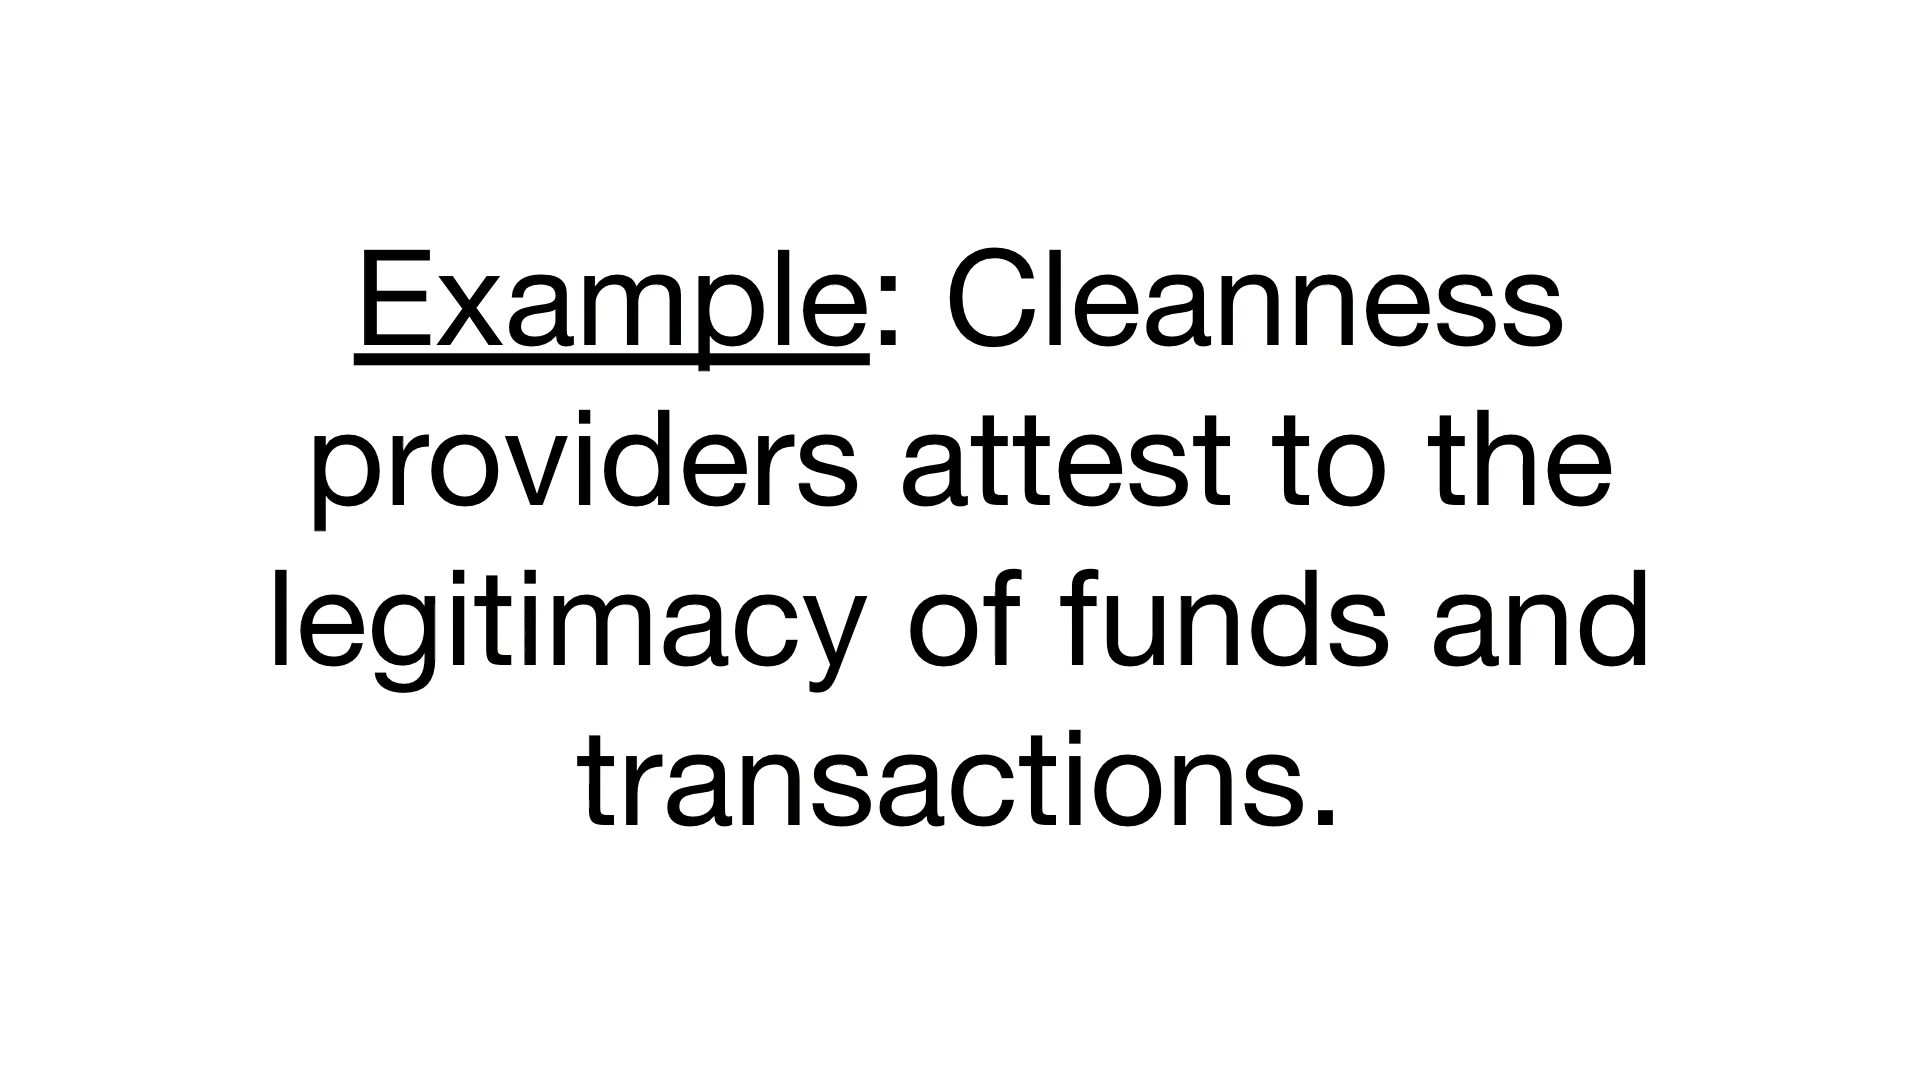 Example: Cleanness
providers attest to the
legitimacy of funds and
transactions.